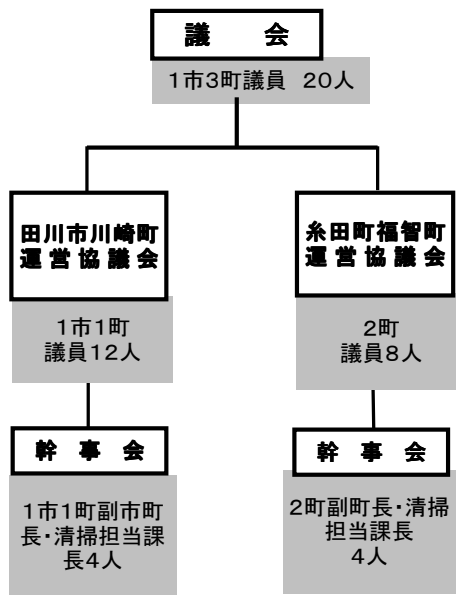 議　　会
1市3町議員　20人
田川市川崎町
運営協議会
1市1町
議員12人
幹　事　会
1市1町副市町
長・清掃担当課
長4人
糸田町福智町
運営協議会
2町
議員8人
幹　事　会
2町副町長・清掃
担当課長
4人